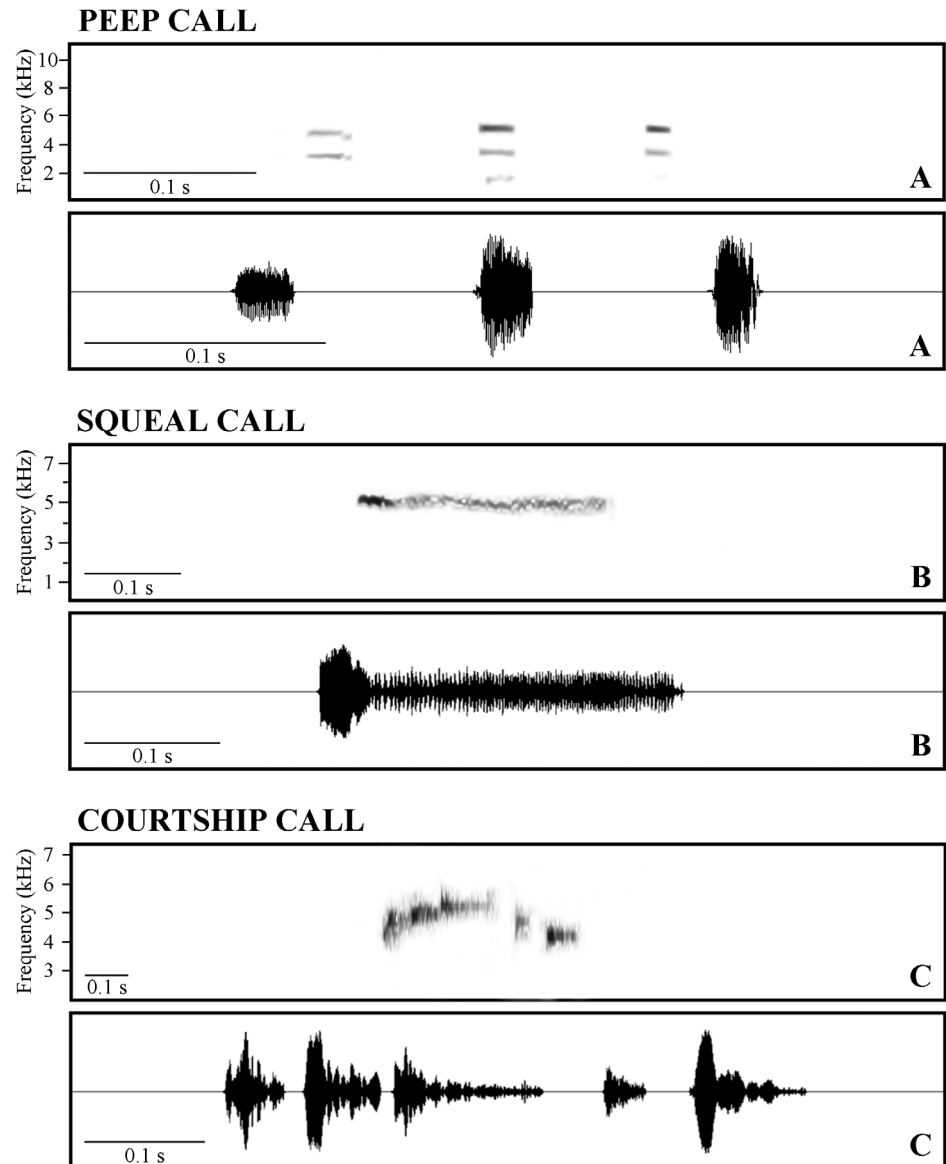 PEEP CALL
Frequency (kHz)
10
8
6
4
2
0.1 s
A
0.1 s
A
SQUEAL CALL
Frequency (kHz)
7
5
3
1
0.1 s
B
0.1 s
B
COURTSHIP CALL
Frequency (kHz)
7
6
5
4
3
0.1 s
C
0.1 s
C